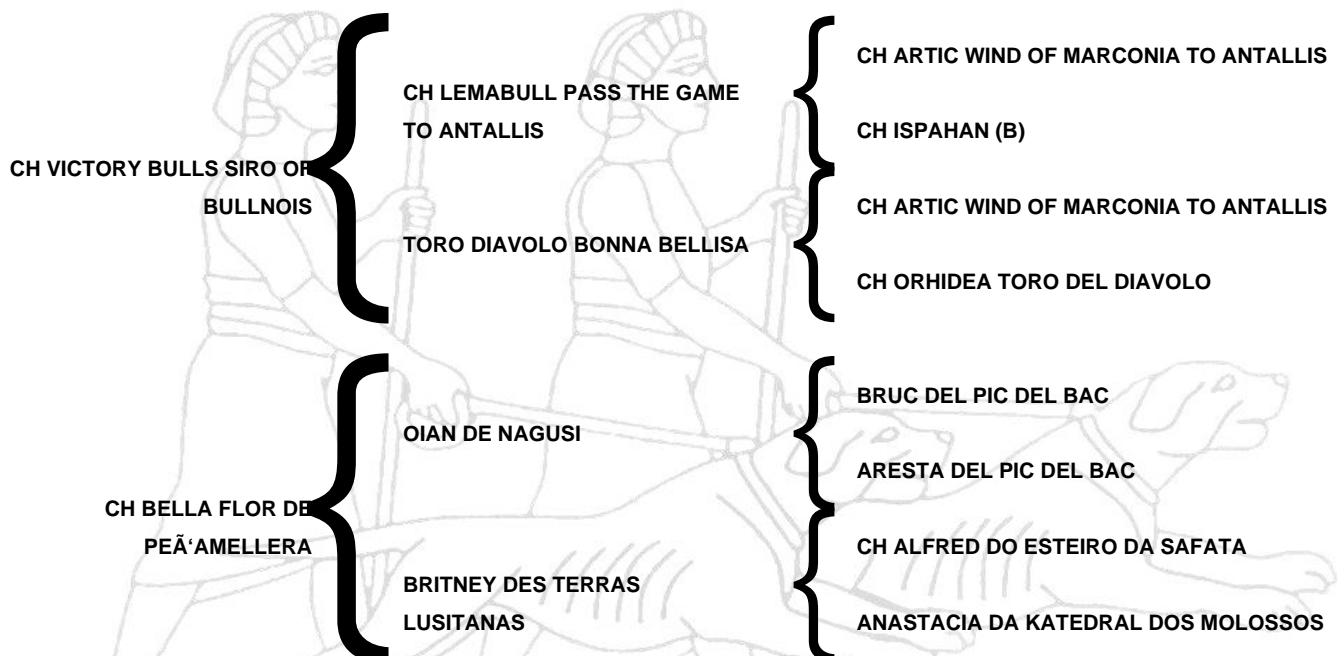 CH VICTORY BULLS SIRO OF
BULLNOIS
CH LEMABULL PASS THE GAME
TO ANTALLIS
CH ARTIC WIND OF MARCONIA TO ANTALLIS
CH ISPAHAN (B)
TORO DIAVOLO BONNA BELLISA
CH ARTIC WIND OF MARCONIA TO ANTALLIS
CH ORHIDEA TORO DEL DIAVOLO
CH BELLA FLOR DE
PEÃ‘AMELLERA
OIAN DE NAGUSI
BRUC DEL PIC DEL BAC
ARESTA DEL PIC DEL BAC
BRITNEY DES TERRAS
LUSITANAS
CH ALFRED DO ESTEIRO DA SAFATA
ANASTACIA DA KATEDRAL DOS MOLOSSOS